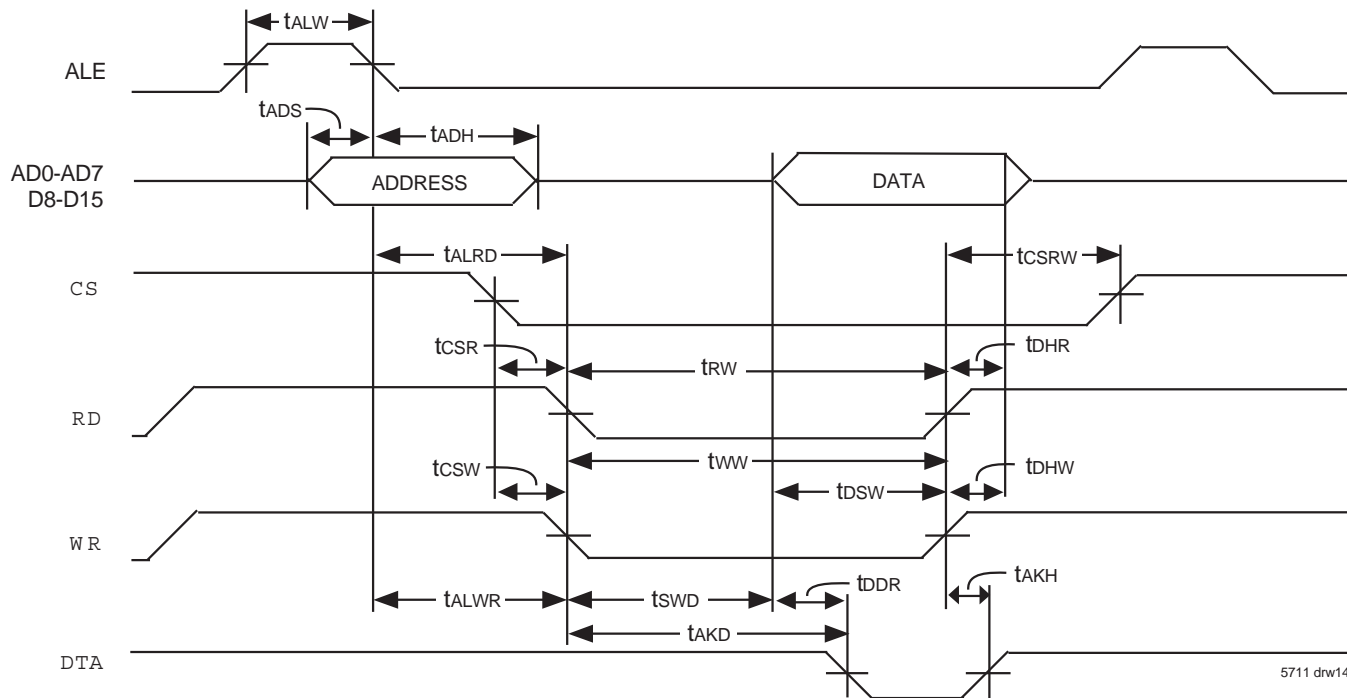 tALW
ALE
tADS
tADH
AD0-AD7
D8-D15
ADDRESS
DATA
tALRD
tCSRW
CS
tCSR
tRW
tDHR
RD
tCSW
tWW
tDHW
tDSW
WR
tDDR
tAKH
tALWR
tSWD
tAKD
DTA
5711 drw14